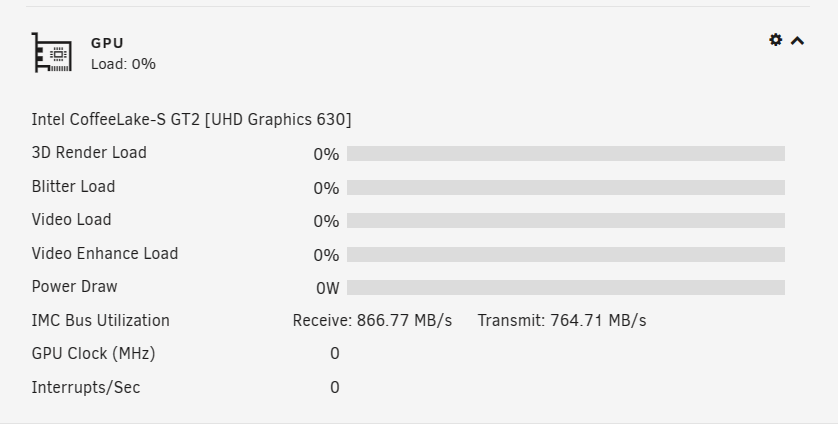 GPU
Load: 0%
Intel CoffeeLake-S GT2 [UHD Graphics 630]
3D Render Load 0%
Blitter Load 0%
Video Load 0%
Video Enhance Load 0%
Power Draw 0W
IMC Bus Utilization Receive: 866.77 MB/s Transmit: 764.71 MB/s
GPU Clock (MHz) 0
Interrupts/Sec 0